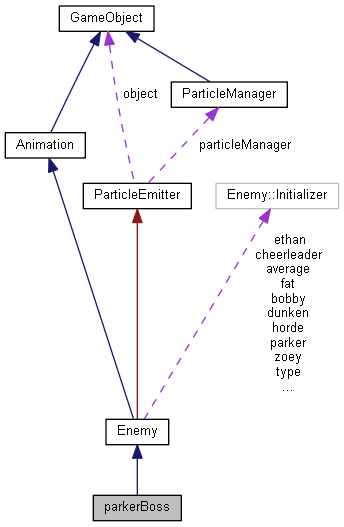 GameObject
object
ParticleManager
Animation
particleManager
ParticleEmitter
Enemy::Initializer
ethan
cheerleader
average
fat
bobby
dunken
horde
parker
zoey
type
...
Enemy
parkerBoss